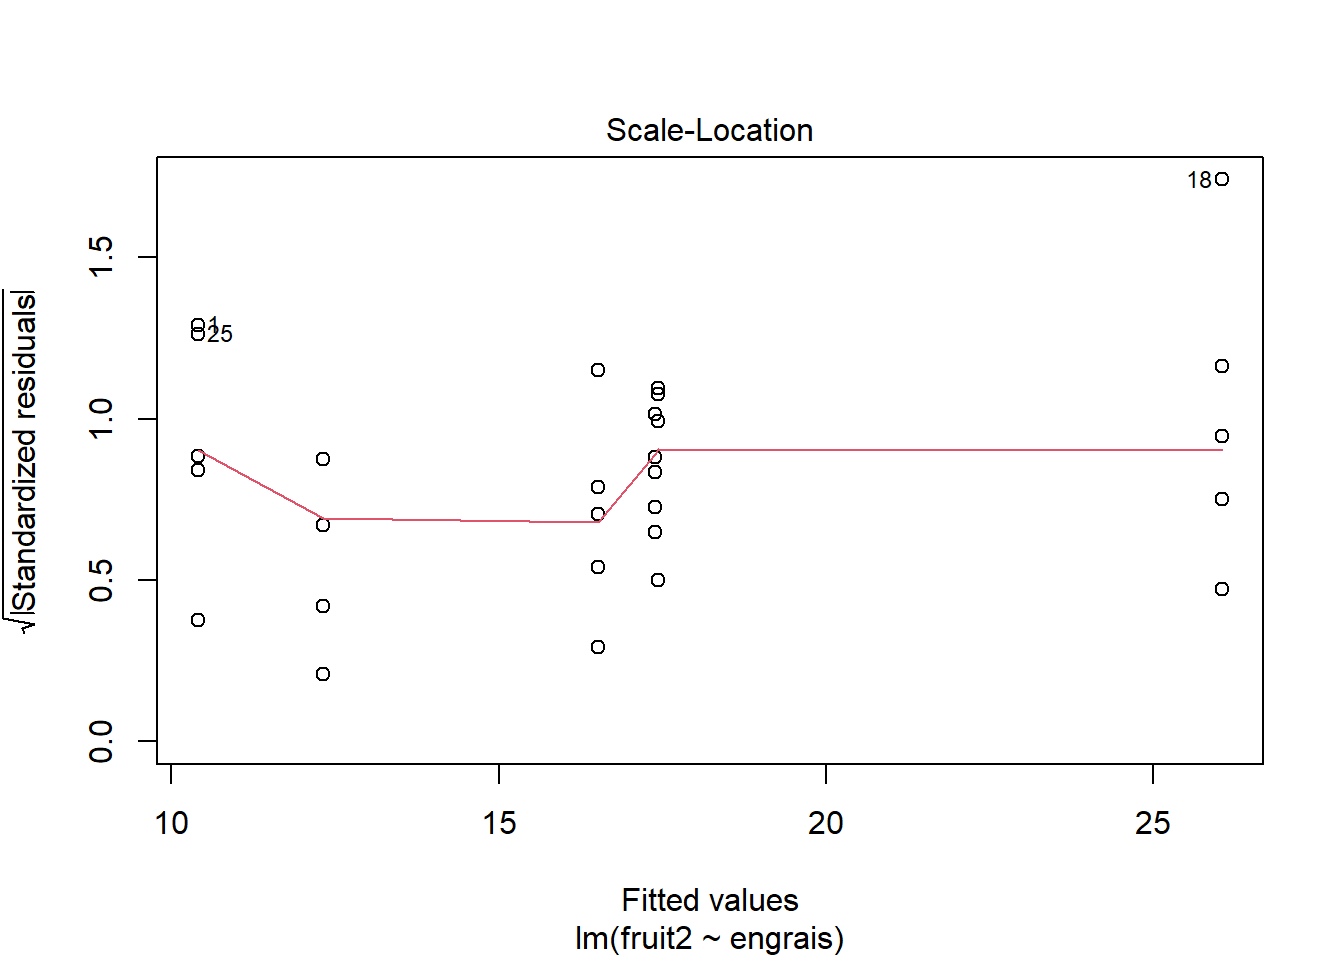 Scale-Location
√|Standardized residuals|
0.0
0.5
1.0
1.5
18
1
25
10
15
20
25
Fitted values
lm(fruit2 ~ engrais)